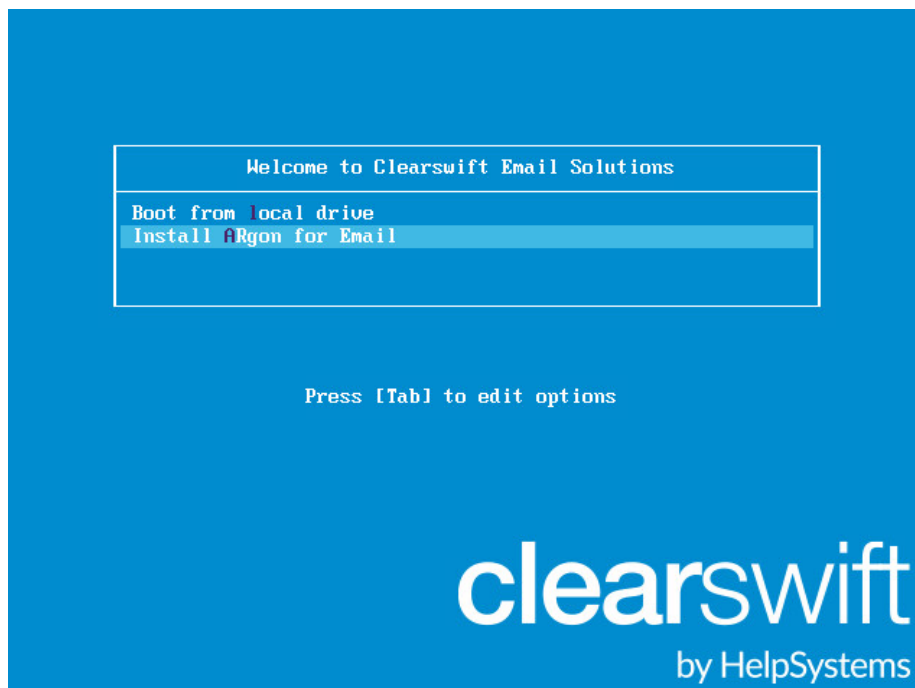 Welcome to Clearswift Email Solutions
Boot from local drive
Install ARgon for Email
Press [Tab] to edit options
clearswift
by HelpSystems